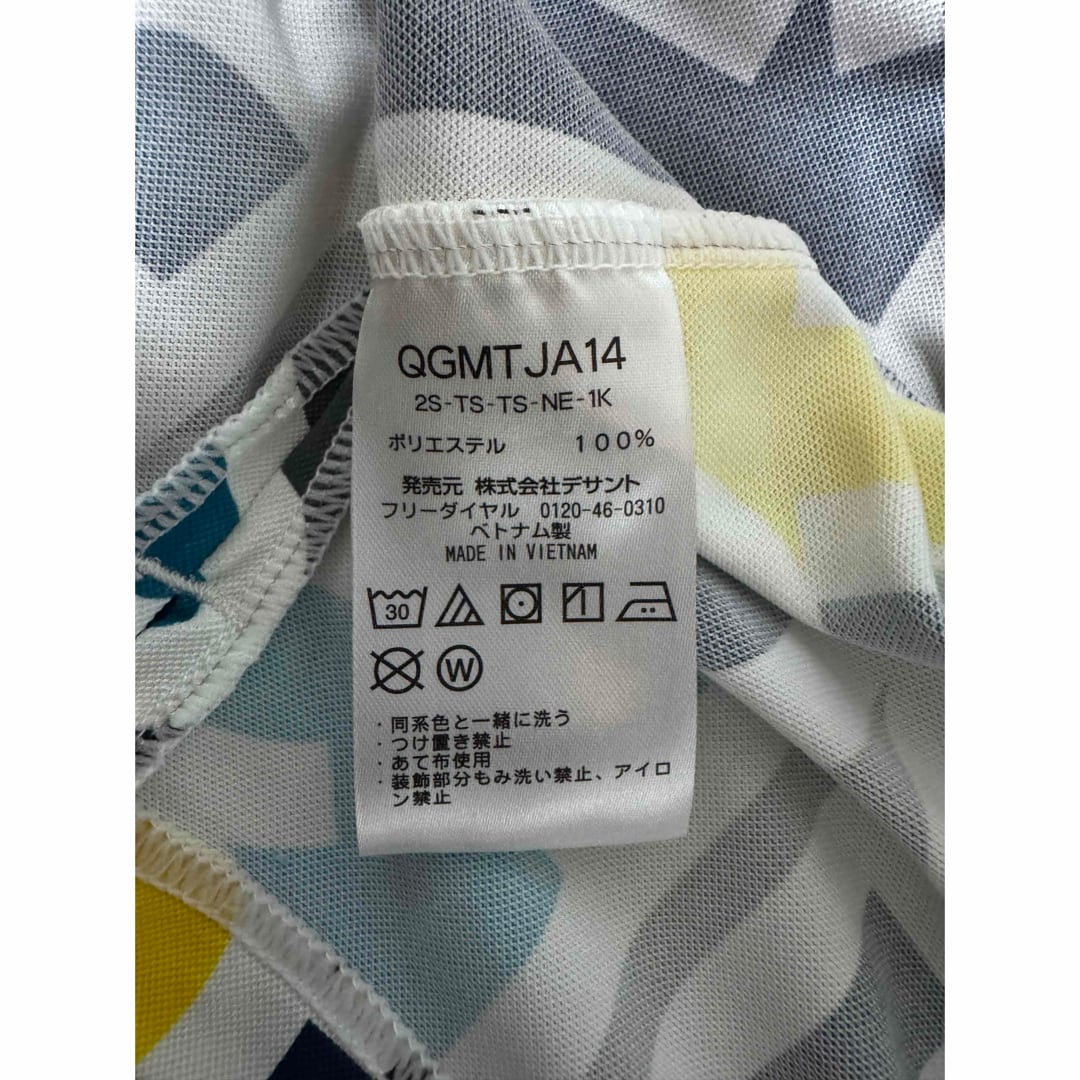 QGMTJA14
2S-TS-TS-NE-1K
ポリエステル 100%
発売元 株式会社デサント
フリーダイヤル 0120-46-0310
ベトナム製
MADE IN VIETNAM
30
W
・同系色と一緒に洗う
・つけ置き禁止
・あて布使用
・装飾部分もみ洗い禁止、アイロ
ン禁止